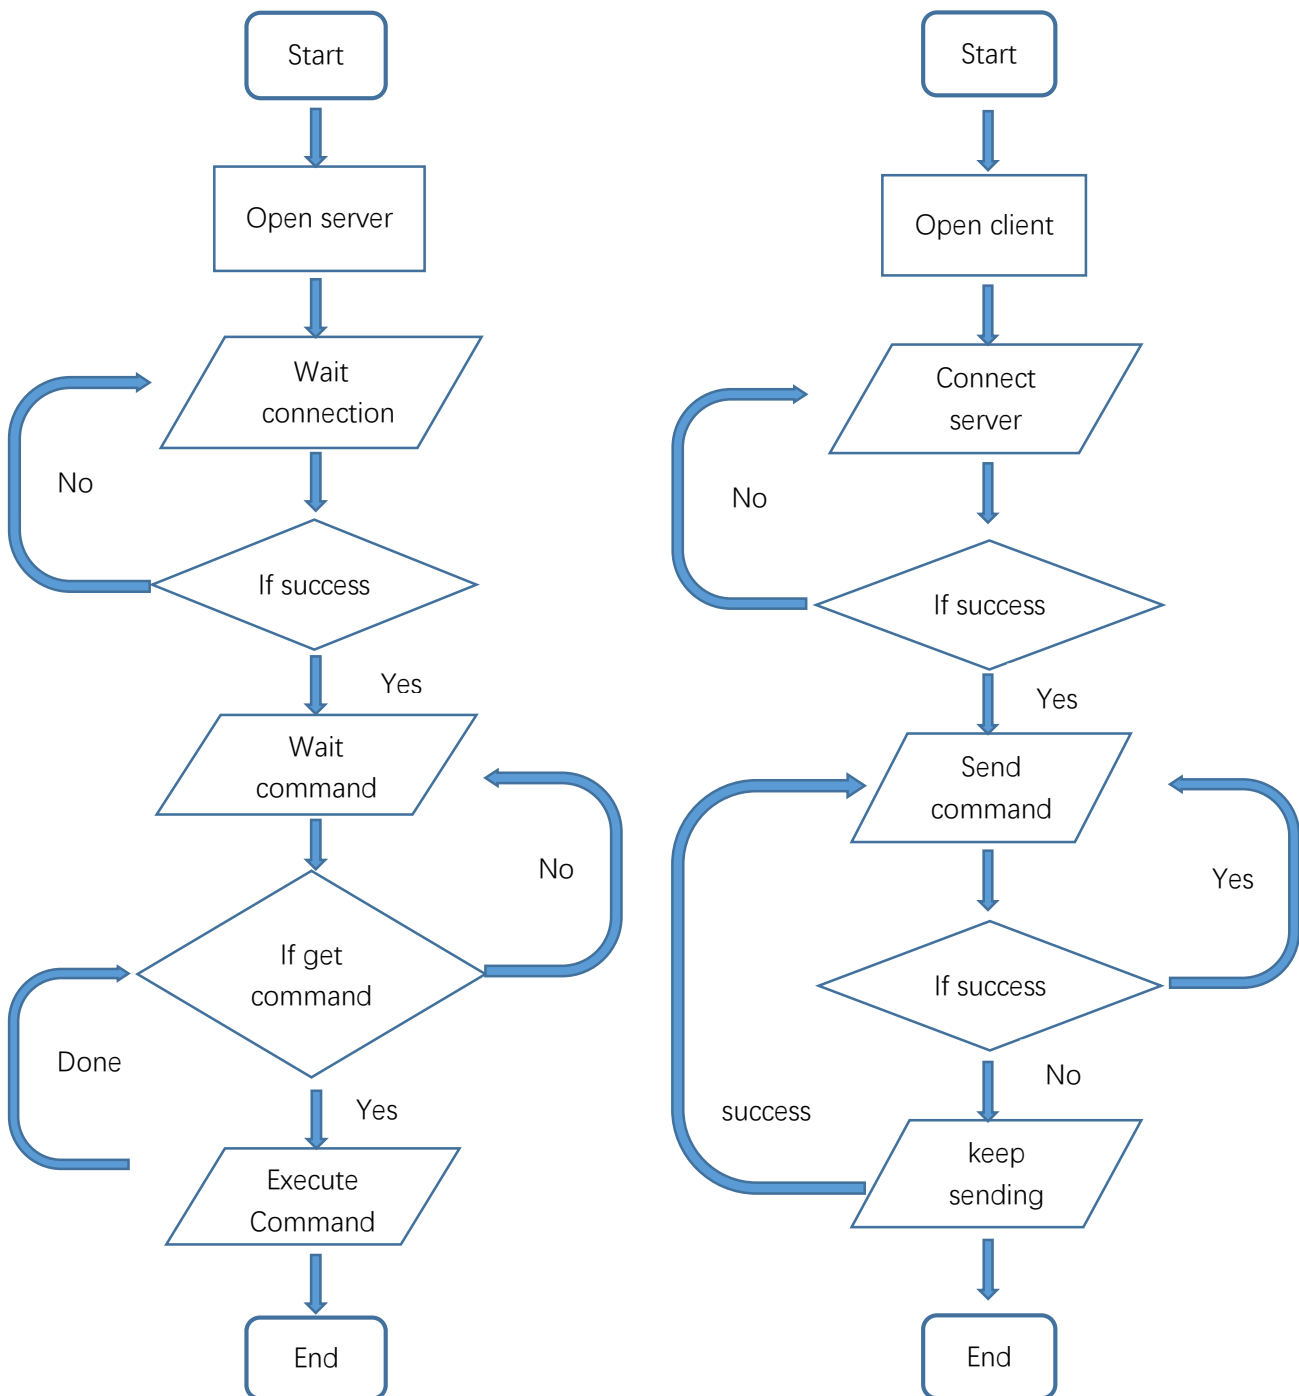 Start
Open server
Wait
connection
No
If success
Yes
Wait
command
No
If get
command
Done
Yes
Execute
Command
End
Start
Open client
Connect
server
No
If success
Yes
Send
command
Yes
If success
No
success
keep
sending
End